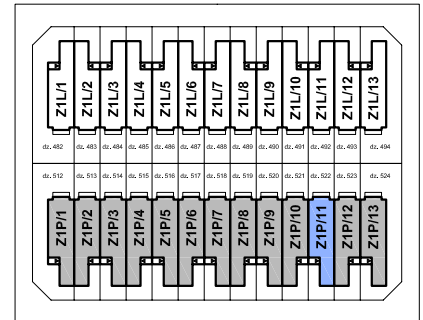 Z1L/1 Z1L/2 Z1L/3 Z1L/4 Z1L/5 Z1L/6 Z1L/7 Z1L/8 Z1L/9 Z1L/10 Z1L/11 Z1L/12 Z1L/13
dz. 482 dz. 483 dz. 484 dz. 485 dz. 486 dz. 487 dz. 488 dz. 489 dz. 490 dz. 491 dz. 492 dz. 493 dz. 494
dz. 512 dz. 513 dz. 514 dz. 515 dz. 516 dz. 517 dz. 518 dz. 519 dz. 520 dz. 521 dz. 522 dz. 523 dz. 524
Z1P/1 Z1P/2 Z1P/3 Z1P/4 Z1P/5 Z1P/6 Z1P/7 Z1P/8 Z1P/9 Z1P/10 Z1P/11 Z1P/12 Z1P/13